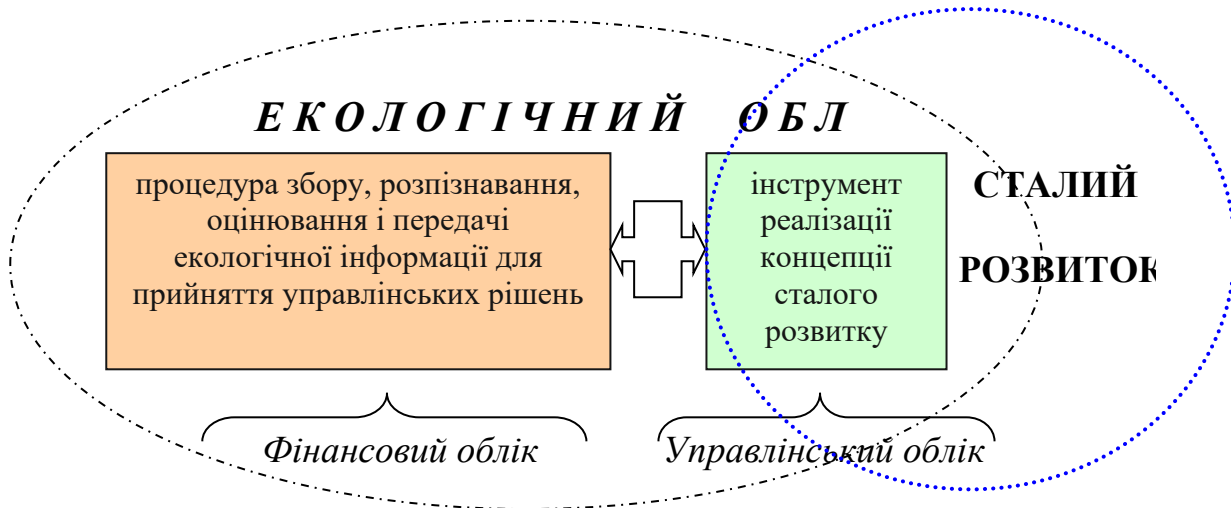 Е К О Л О Г І Ч Н И Й О Б Л
процедура збору, розпізнавання,
оцінювання і передачі
екологічної інформації для
прийняття управлінських рішень
інструмент
реалізації
концепції
сталого
розвитку
СТАЛИЙ
РОЗВИТОК
Фінансовий облік
Управлінський облік